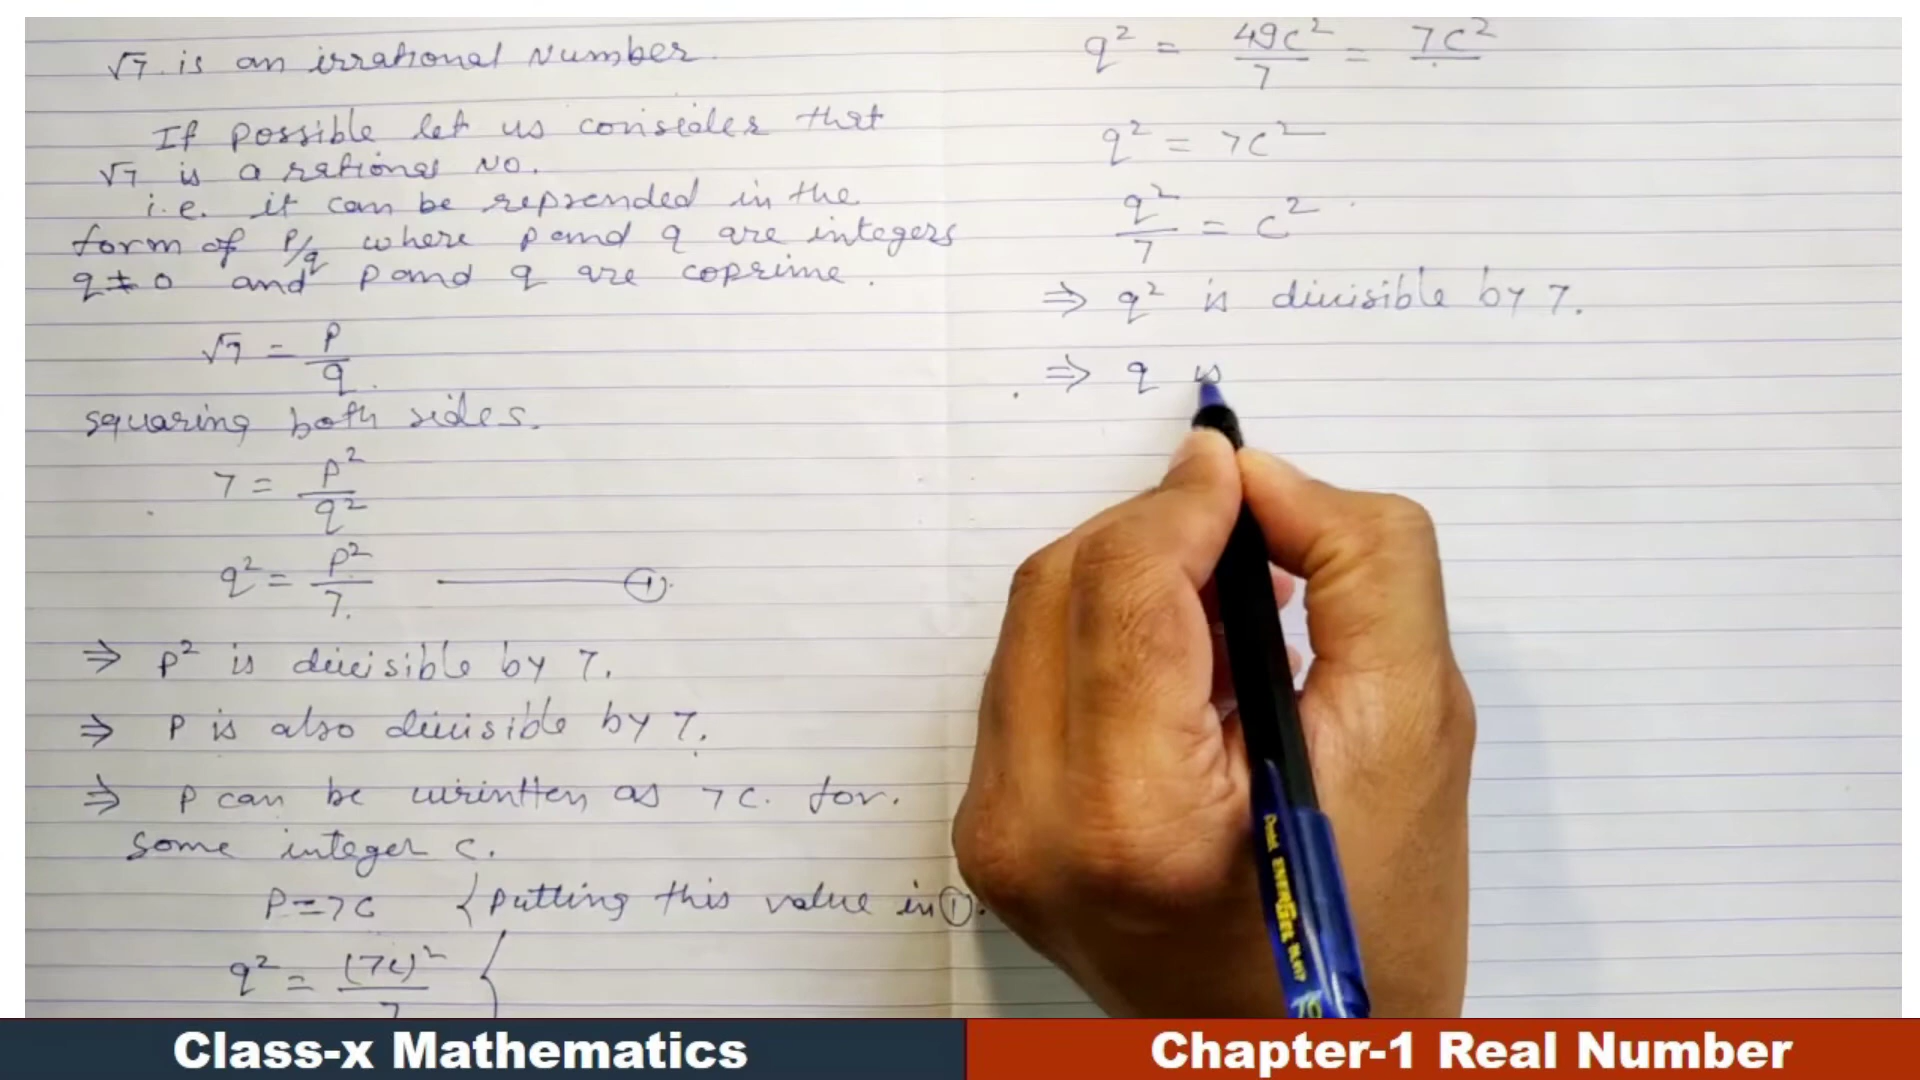 √7 is an irrational Number.
If possible let us consider that
√7 is a rational NO.
i.e. it can be reprsended in the
form of P/q where p and q are integers
q ≠ 0 and p and q are coprime.
√7 = P/q.
squaring both sides.
7 = P²/q²
q² = P²/7. ——— ①.
⇒ P² is divisible by 7.
⇒ P is also divisible by 7.
⇒ P can be wrintten as 7C. for.
some integer C.
P = 7C { Putting this value in ①.
q² = (7C)²/7 {
q² = 49C²/7 = 7C²
q² = 7C²
q²/7 = C²
⇒ q² is divisible by 7.
⇒ q is
Pentel ENERGEL
Class-x Mathematics
Chapter-1 Real Number